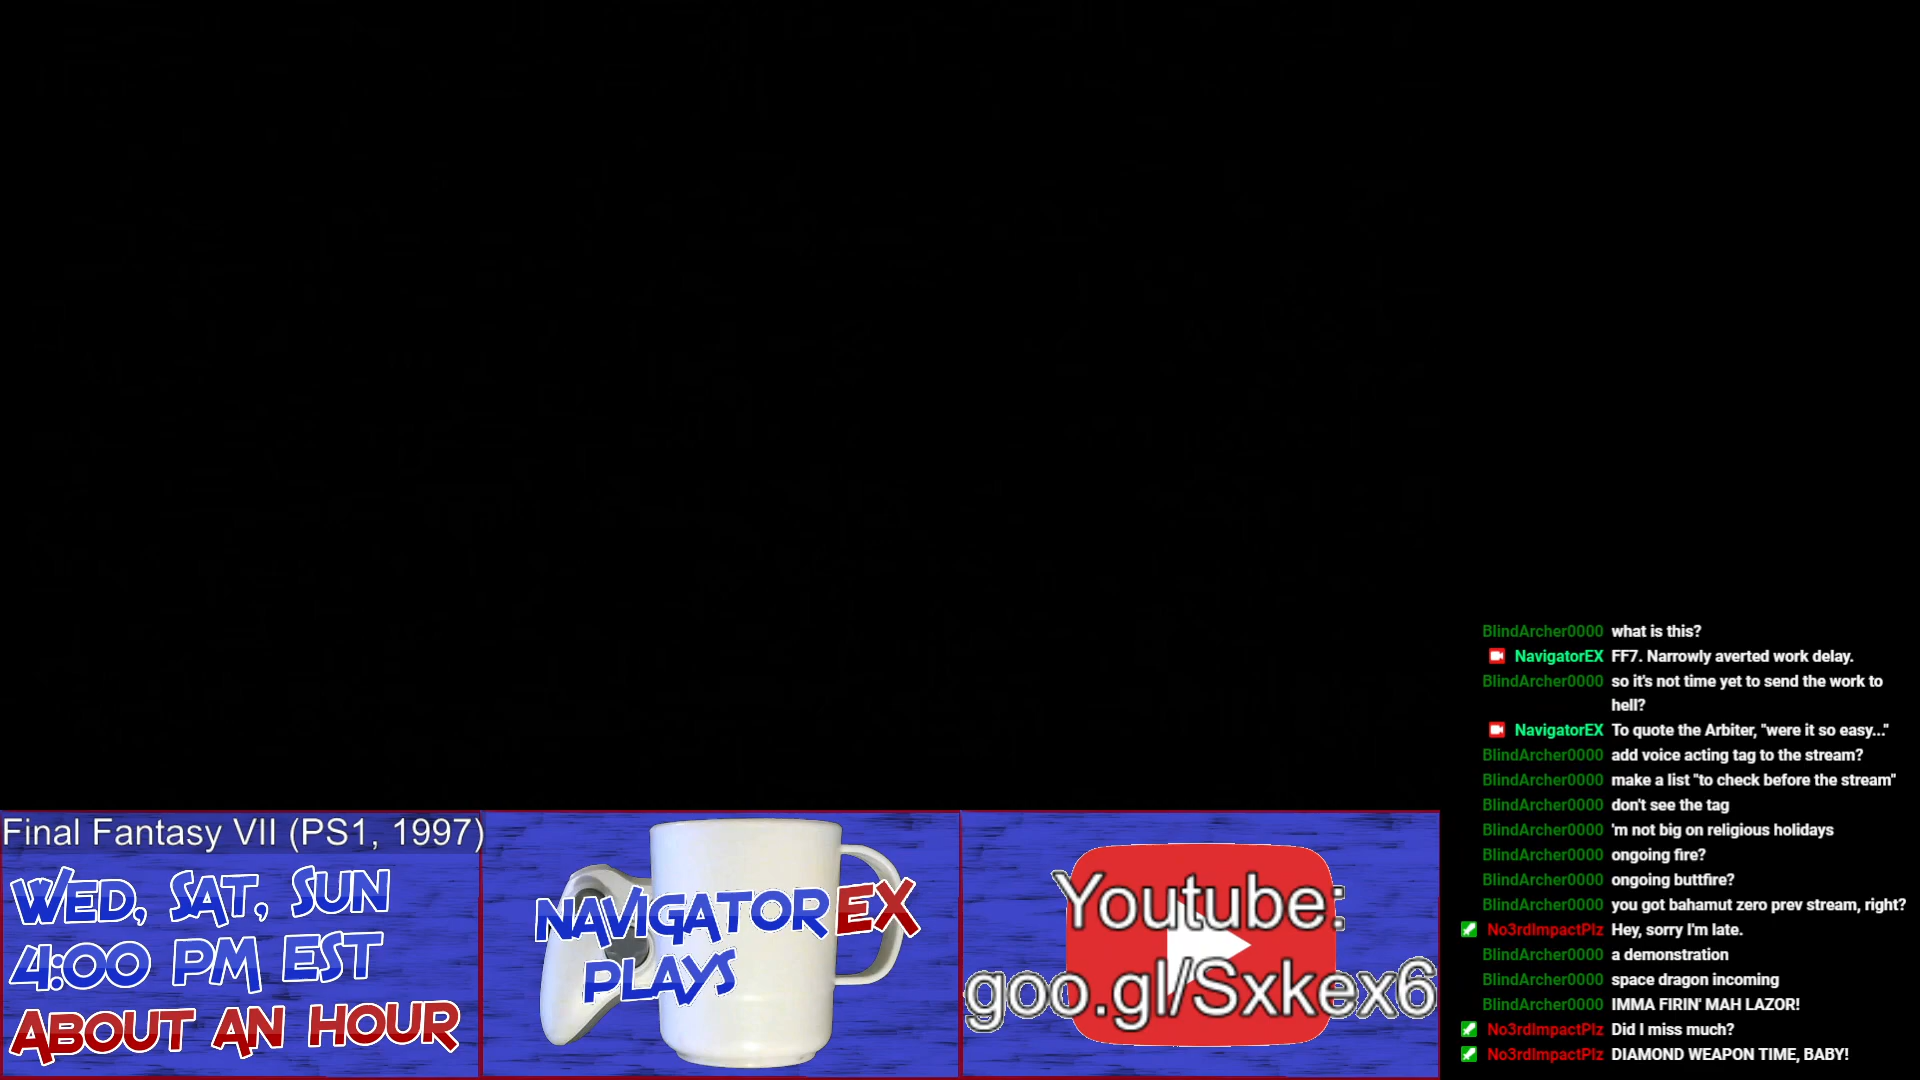 BlindArcher0000 what is this?
NavigatorEX FF7. Narrowly averted work delay.
BlindArcher0000 so it's not time yet to send the work to
hell?
NavigatorEX To quote the Arbiter, "were it so easy..."
BlindArcher0000 add voice acting tag to the stream?
BlindArcher0000 make a list "to check before the stream"
BlindArcher0000 don't see the tag
BlindArcher0000 'm not big on religious holidays
BlindArcher0000 ongoing fire?
BlindArcher0000 ongoing buttfire?
BlindArcher0000 you got bahamut zero prev stream, right?
No3rdImpactPlz Hey, sorry I'm late.
BlindArcher0000 a demonstration
BlindArcher0000 space dragon incoming
BlindArcher0000 IMMA FIRIN' MAH LAZOR!
No3rdImpactPlz Did I miss much?
No3rdImpactPlz DIAMOND WEAPON TIME, BABY!
Final Fantasy VII (PS1, 1997)
WED, SAT, SUN
4:00 PM EST
ABOUT AN HOUR
NAVIGATOREX
PLAYS
Youtube:
goo.gl/Sxkex6